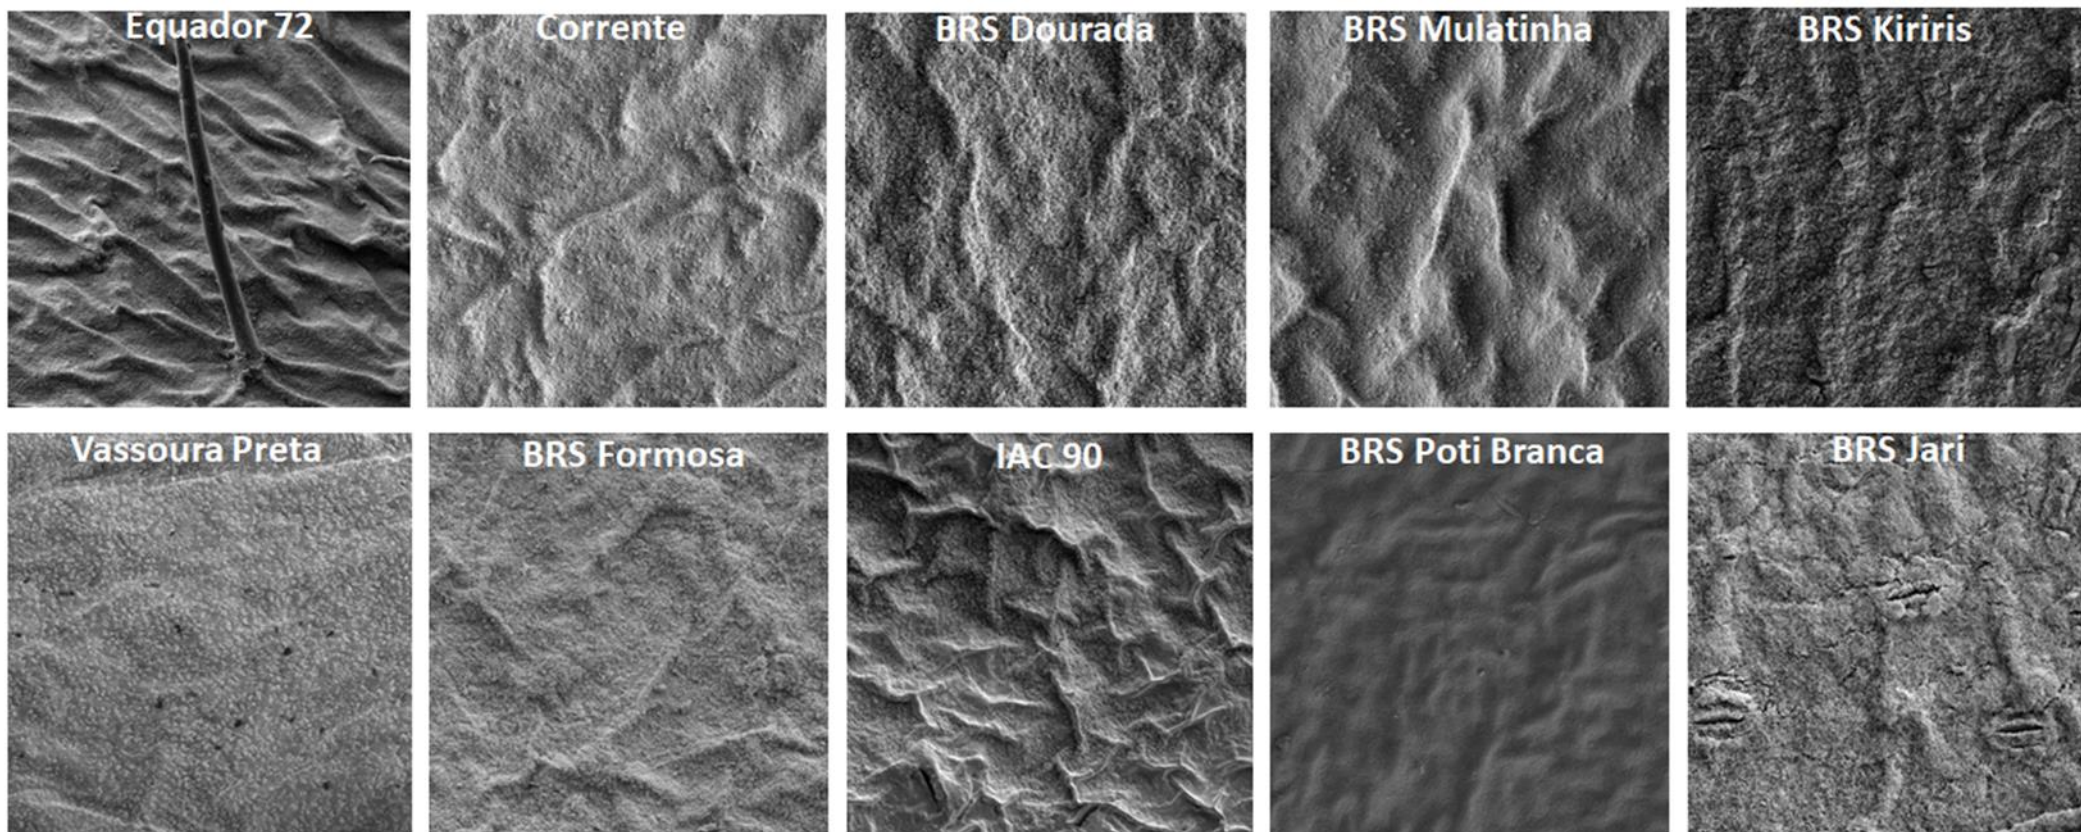 Equador 72
Corrente
BRS Dourada
BRS Mulatinha
BRS Kiriris
Vassoura Preta
BRS Formosa
IAC 90
BRS Poti Branca
BRS Jari